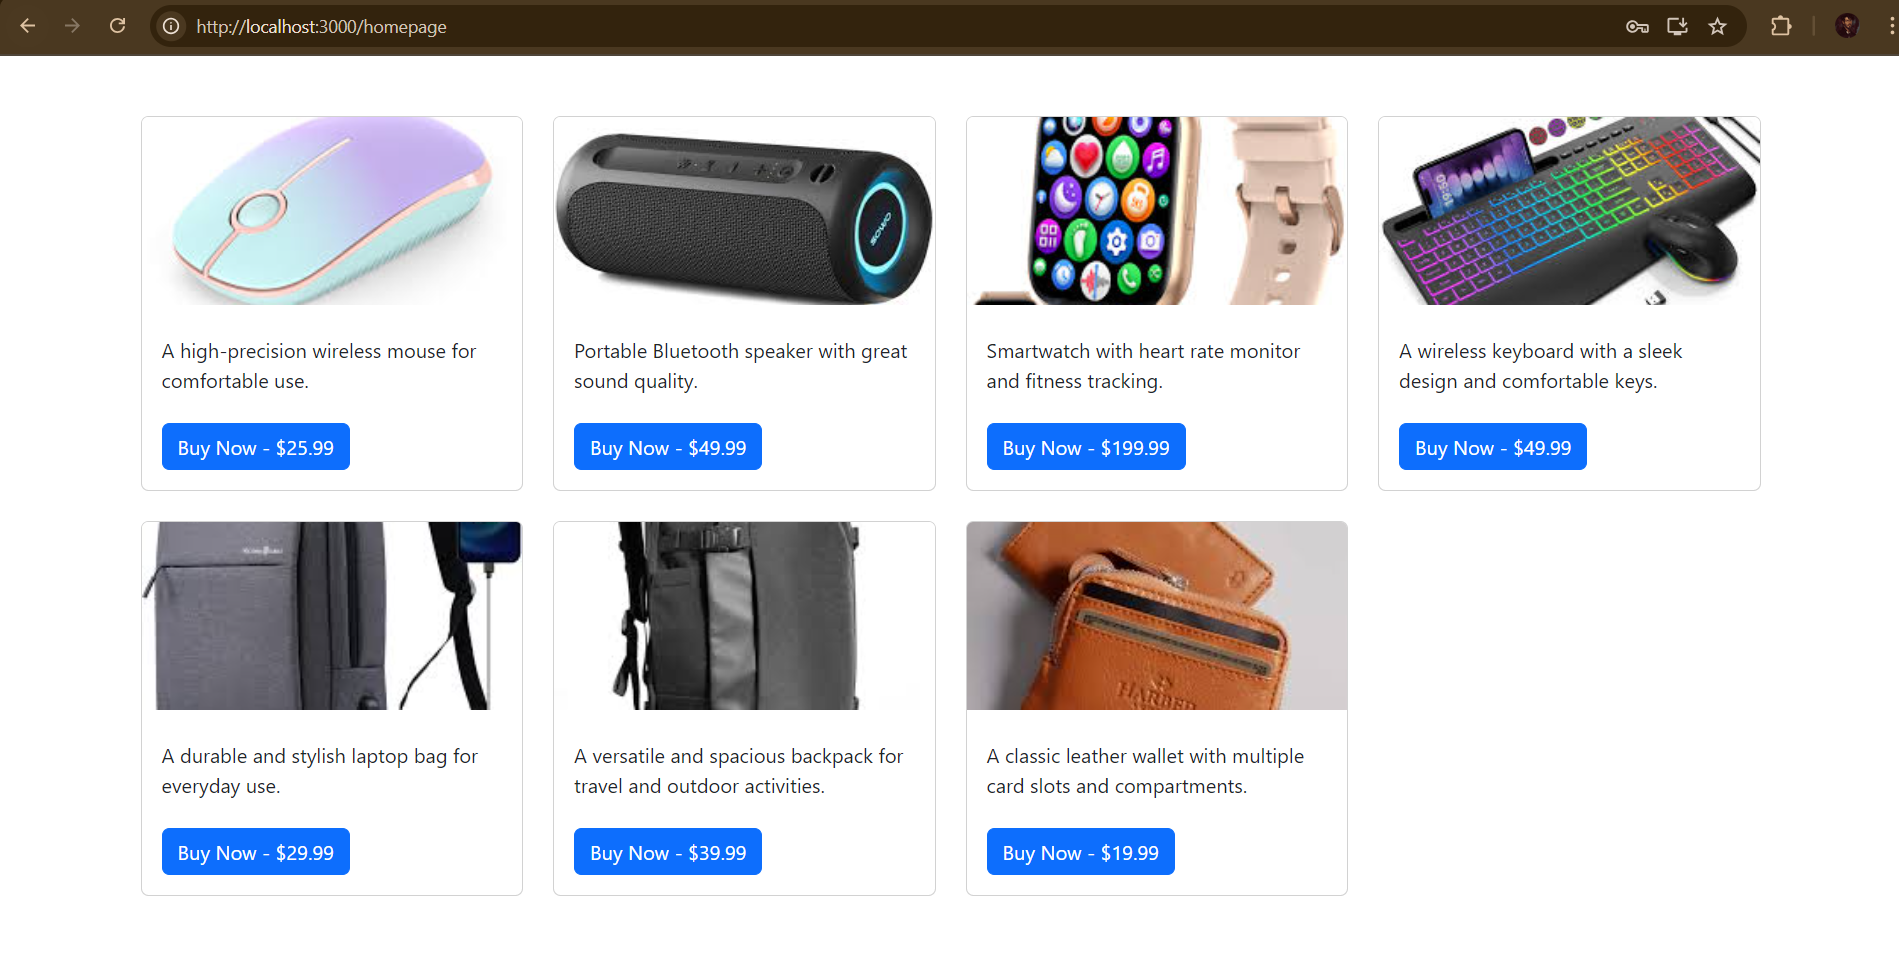 http://localhost:3000/homepage
A high-precision wireless mouse for
comfortable use.
Buy Now - $25.99
Portable Bluetooth speaker with great
sound quality.
Buy Now - $49.99
Smartwatch with heart rate monitor
and fitness tracking.
Buy Now - $199.99
A wireless keyboard with a sleek
design and comfortable keys.
Buy Now - $49.99
A durable and stylish laptop bag for
everyday use.
Buy Now - $29.99
A versatile and spacious backpack for
travel and outdoor activities.
Buy Now - $39.99
HARBER
A classic leather wallet with multiple
card slots and compartments.
Buy Now - $19.99